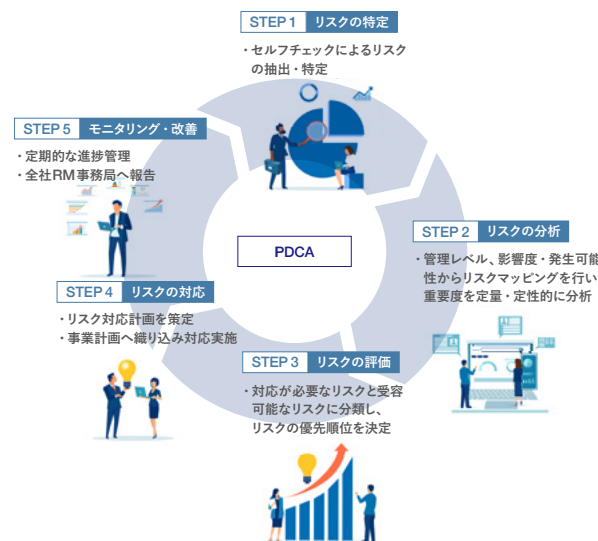 STEP 1 リスクの特定
・セルフチェックによるリスク
の抽出・特定
STEP 2 リスクの分析
・管理レベル、影響度・発生可能
性からリスクマッピングを行い
重要度を定量・定性的に分析
STEP 3 リスクの評価
・対応が必要なリスクと受容
可能なリスクに分類し、
リスクの優先順位を決定
STEP 4 リスクの対応
・リスク対応計画を策定
・事業計画へ織り込み対応実施
STEP 5 モニタリング・改善
・定期的な進捗管理
・全社RM事務局へ報告
PDCA